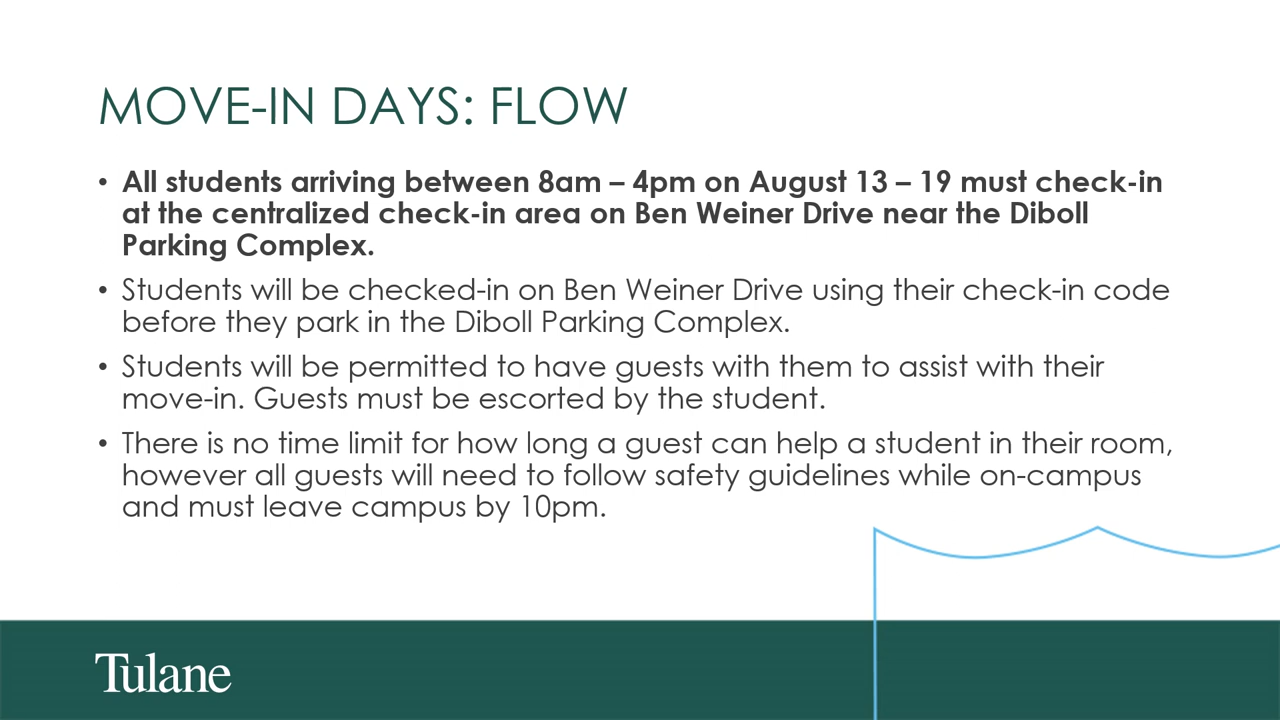 MOVE-IN DAYS: FLOW
• All students arriving between 8am – 4pm on August 13 – 19 must check-in
at the centralized check-in area on Ben Weiner Drive near the Diboll
Parking Complex.
• Students will be checked-in on Ben Weiner Drive using their check-in code
before they park in the Diboll Parking Complex.
• Students will be permitted to have guests with them to assist with their
move-in. Guests must be escorted by the student.
• There is no time limit for how long a guest can help a student in their room,
however all guests will need to follow safety guidelines while on-campus
and must leave campus by 10pm.
Tulane